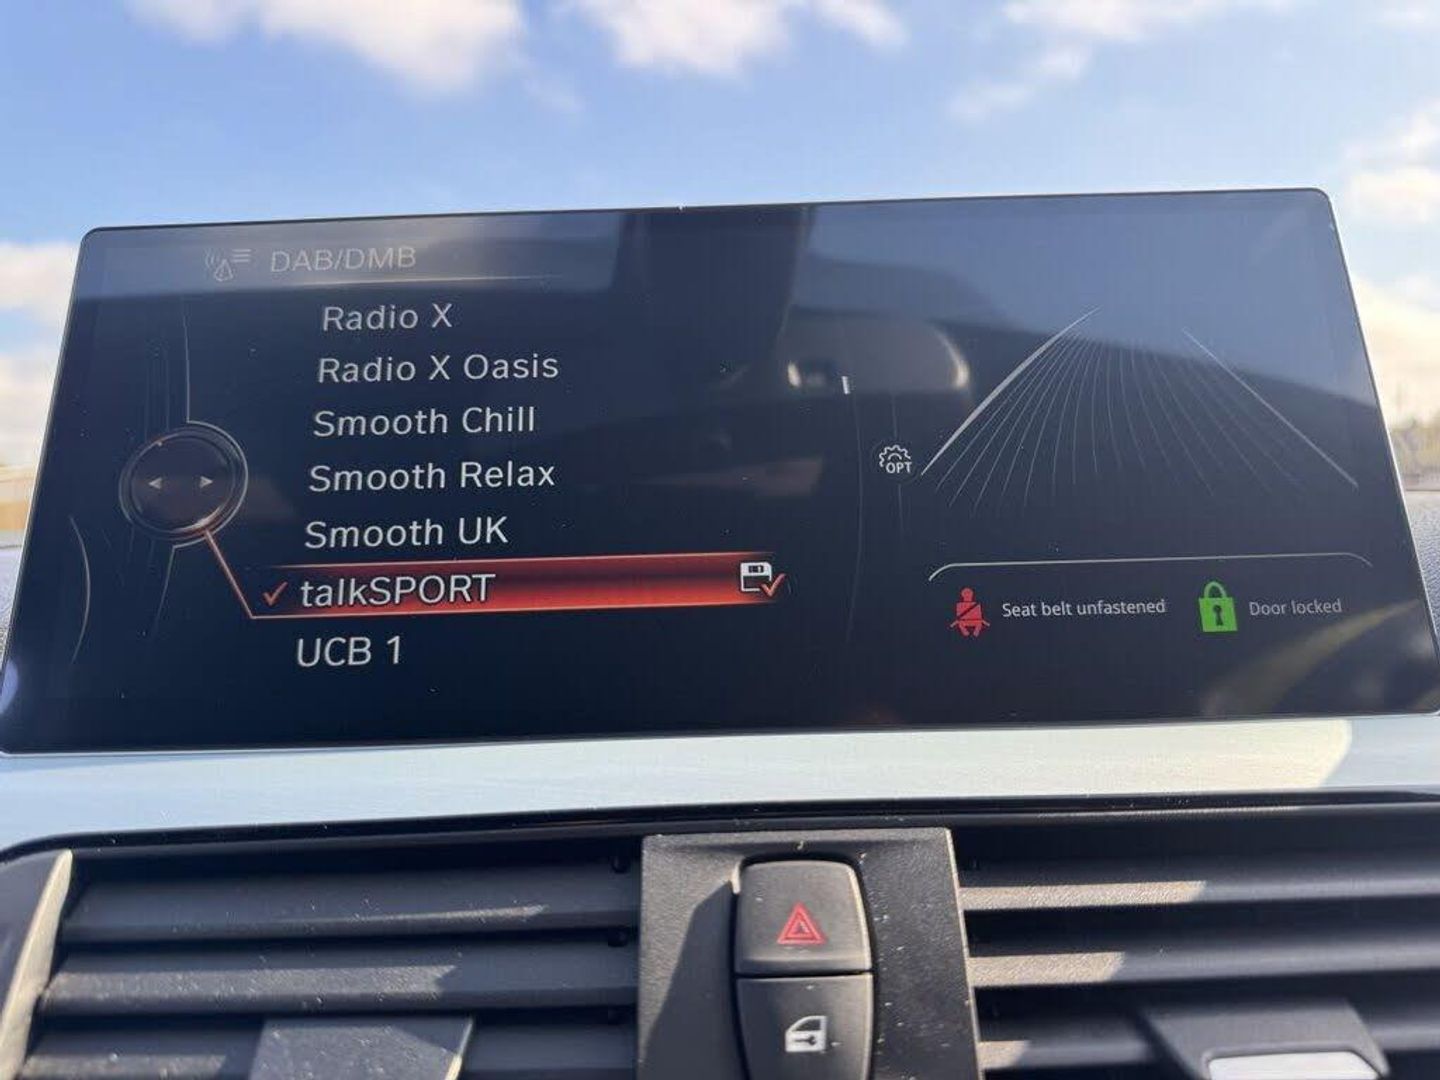 DAB/DMB
Radio X
Radio X Oasis
Smooth Chill
Smooth Relax
Smooth UK
talkSPORT
UCB 1
OPT
Seat belt unfastened
Door locked